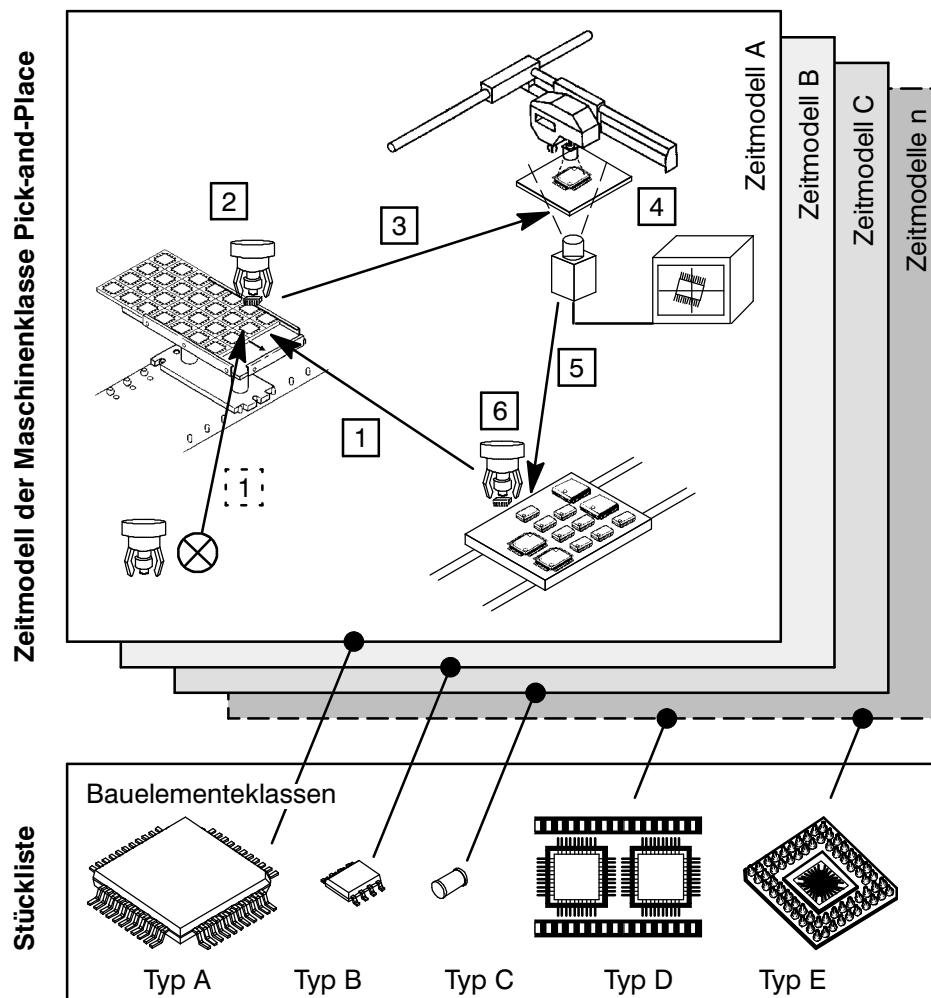 Zeitmodell der Maschinenklasse Pick-and-Place
Zeitmodell A
Zeitmodell B
Zeitmodell C
Zeitmodelle n
2
3
4
5
6
1
1
Stückliste
Bauelementeklassen
Typ A
Typ B
Typ C
Typ D
Typ E